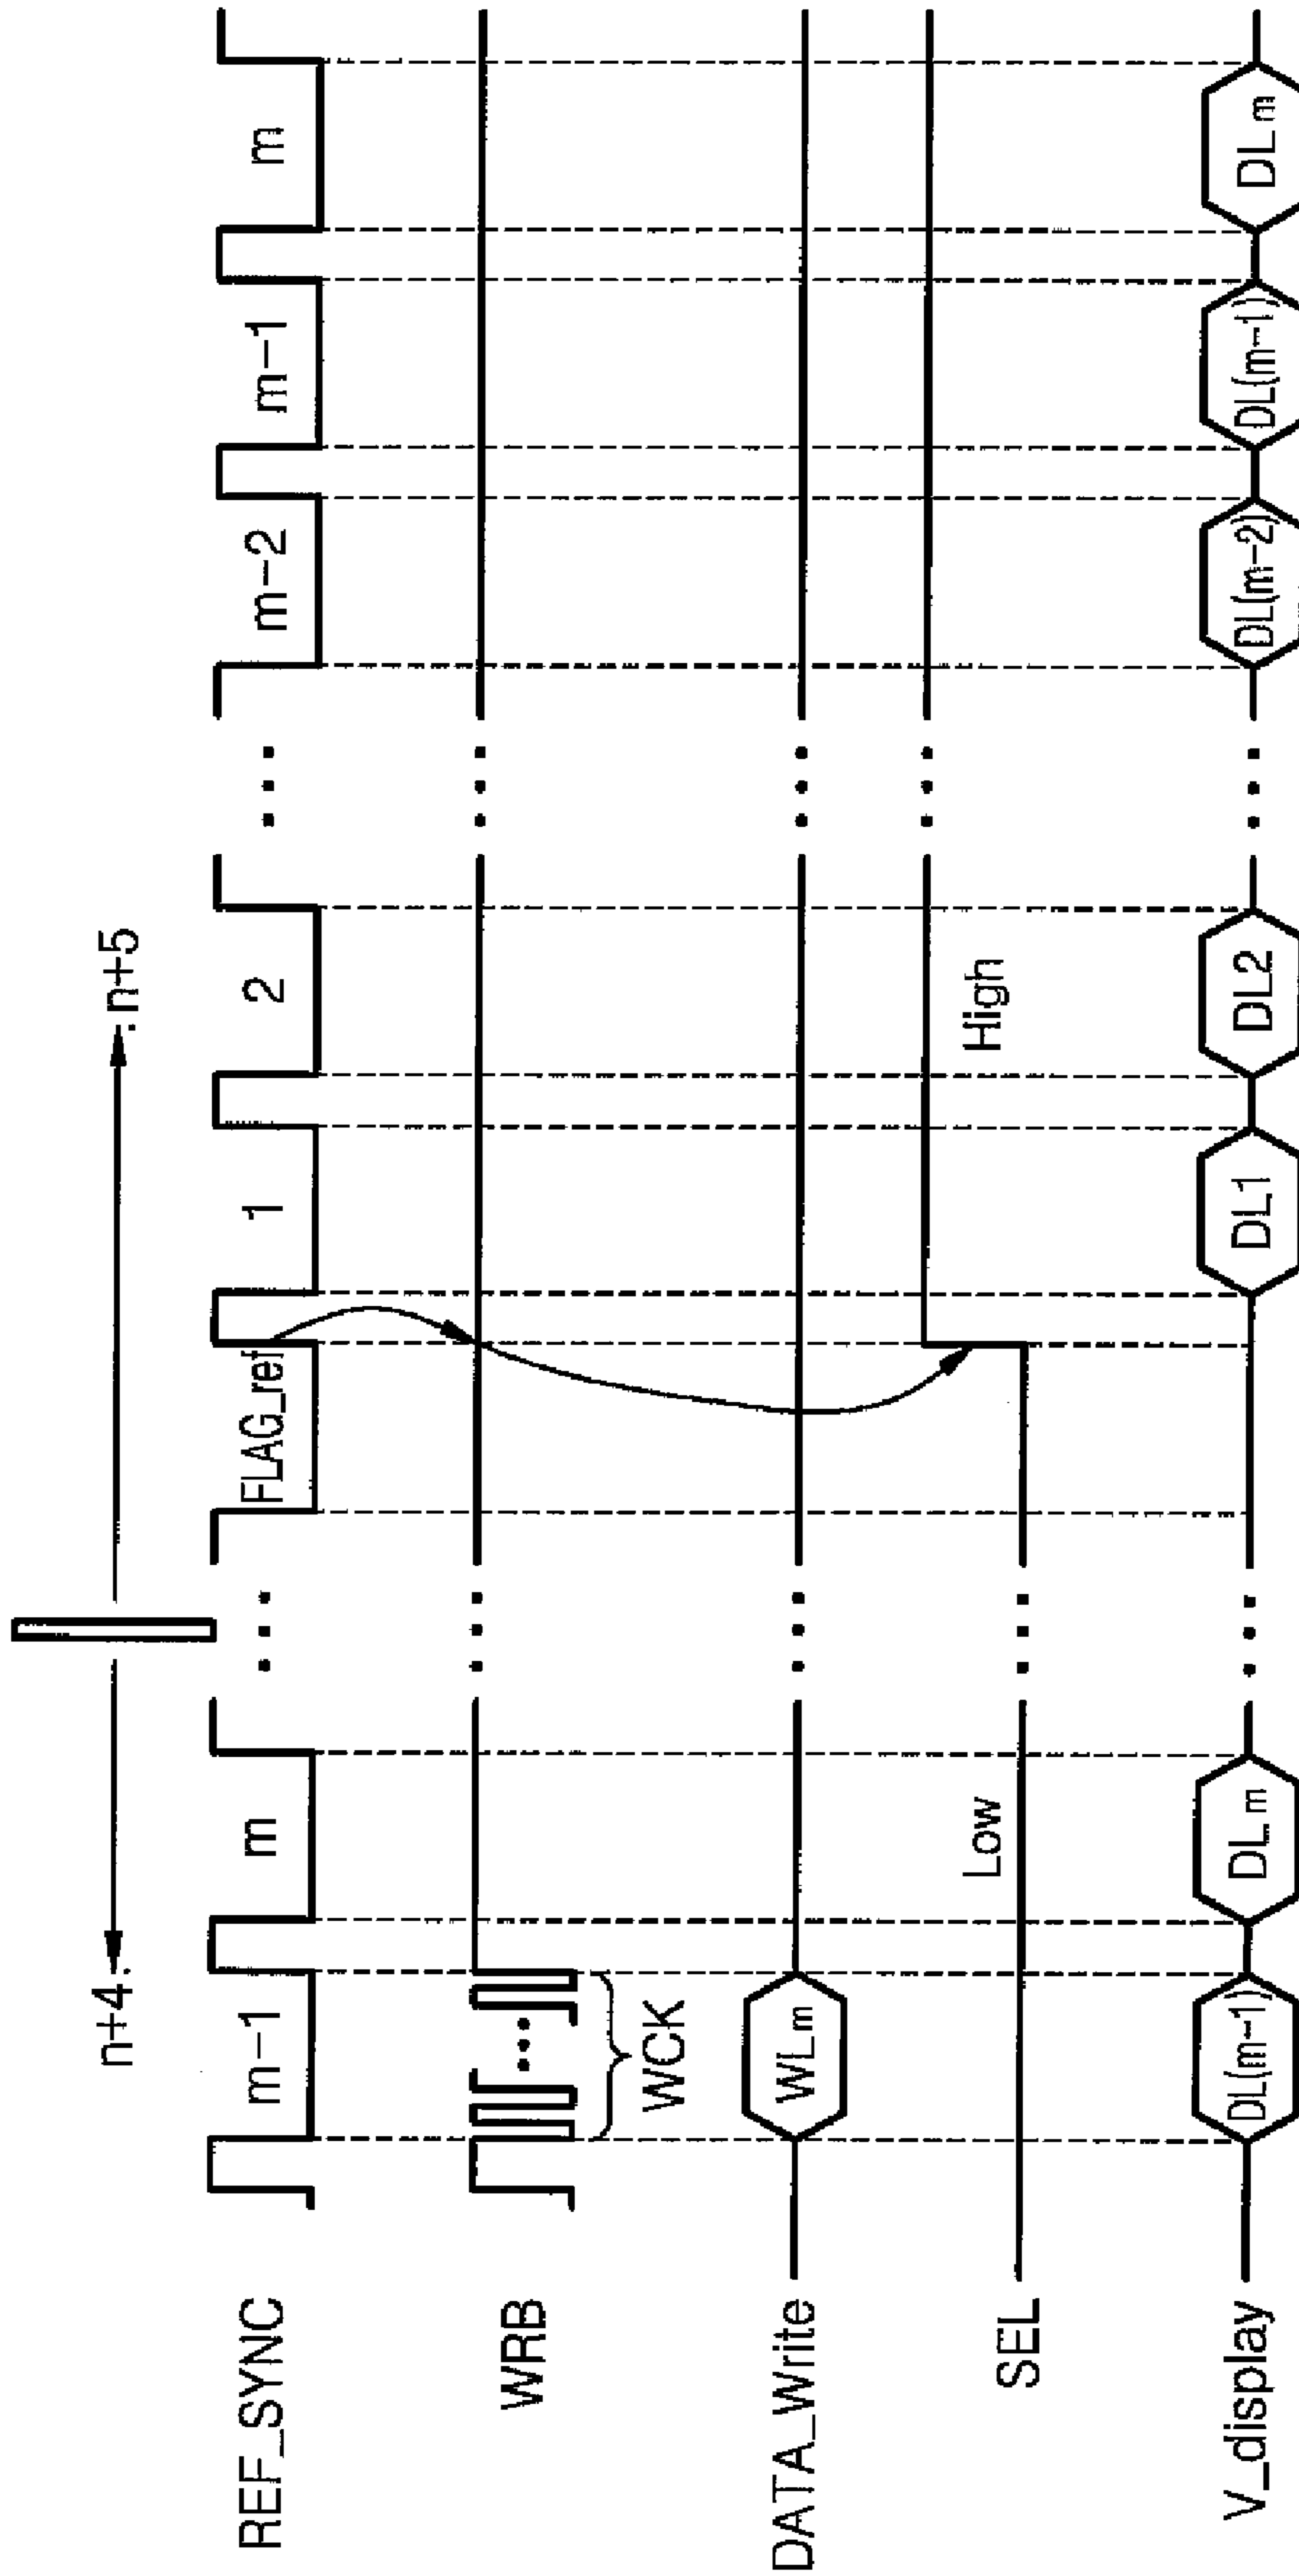 n+4 n+5
REF_SYNC m-1 m ... FLAG_ref 1 2 ... m-2 m-1 m
WRB ... ... ...
WCK
DATA_Write WLm ... ...
SEL Low ... High ...
V_display DL(m-1) DLm ... DL1 DL2 ... DL(m-2) DL(m-1) DLm